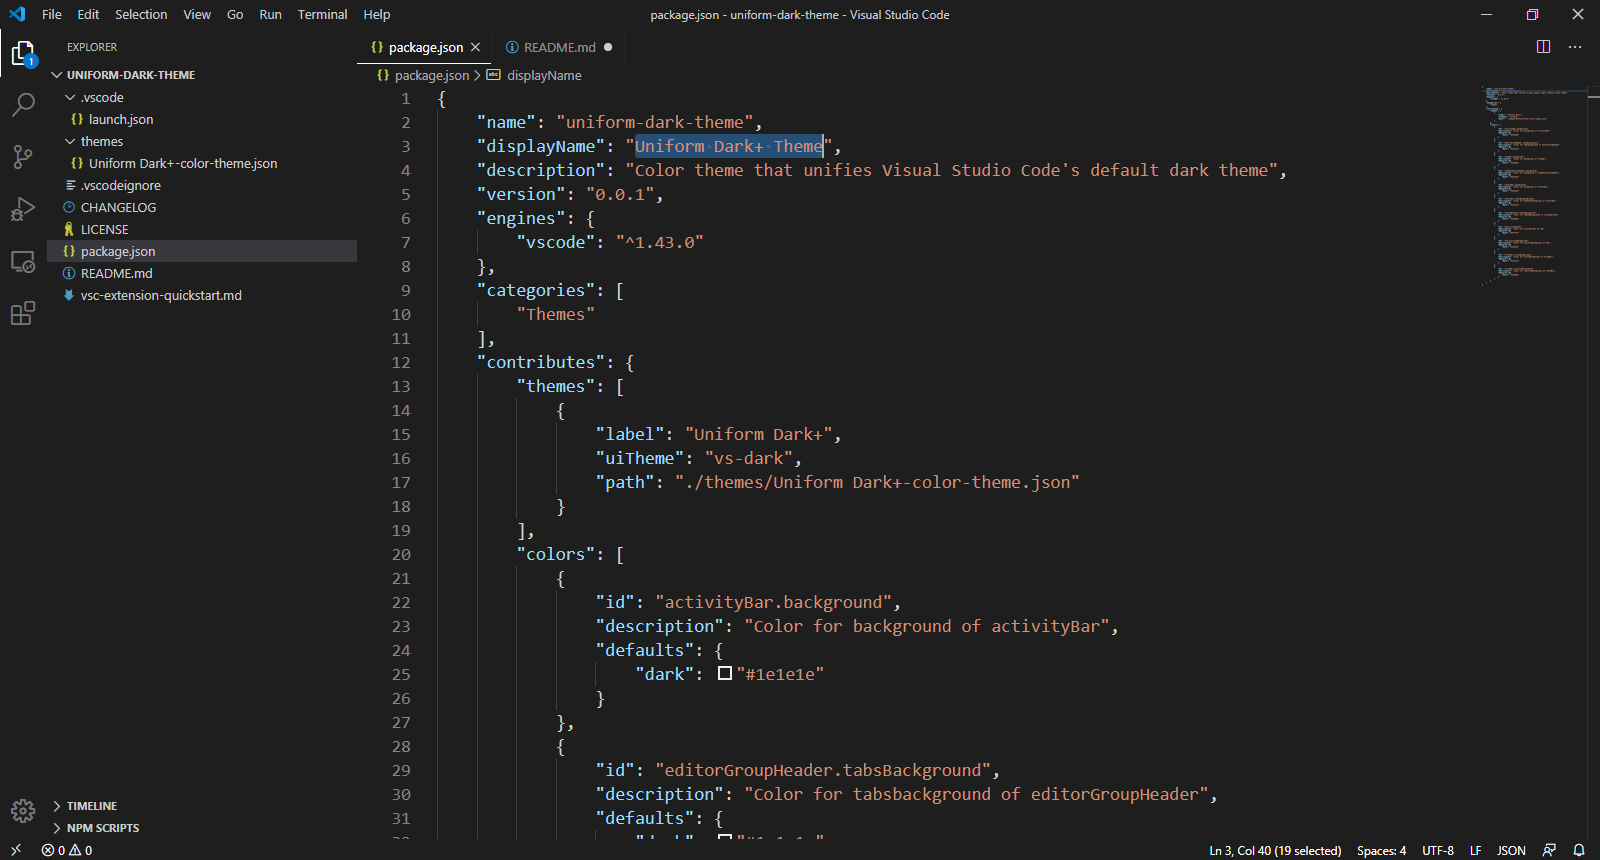 File Edit Selection View Go Run Terminal Help
package.json - uniform-dark-theme - Visual Studio Code
EXPLORER
1
UNIFORM-DARK-THEME
.vscode
{} launch.json
themes
{} Uniform Dark+-color-theme.json
.vscodeignore
CHANGELOG
LICENSE
{} package.json
README.md
vsc-extension-quickstart.md
TIMELINE
NPM SCRIPTS
{} package.json README.md
{} package.json > displayName
1 {
2 "name": "uniform-dark-theme",
3 "displayName": "Uniform Dark+ Theme",
4 "description": "Color theme that unifies Visual Studio Code's default dark theme",
5 "version": "0.0.1",
6 "engines": {
7 "vscode": "^1.43.0"
8 },
9 "categories": [
10 "Themes"
11 ],
12 "contributes": {
13 "themes": [
14 {
15 "label": "Uniform Dark+",
16 "uiTheme": "vs-dark",
17 "path": "./themes/Uniform Dark+-color-theme.json"
18 }
19 ],
20 "colors": [
21 {
22 "id": "activityBar.background",
23 "description": "Color for background of activityBar",
24 "defaults": {
25 "dark": "#1e1e1e"
26 }
27 },
28 {
29 "id": "editorGroupHeader.tabsBackground",
30 "description": "Color for tabsbackground of editorGroupHeader",
31 "defaults": {
0 0
Ln 3, Col 40 (19 selected) Spaces: 4 UTF-8 LF JSON